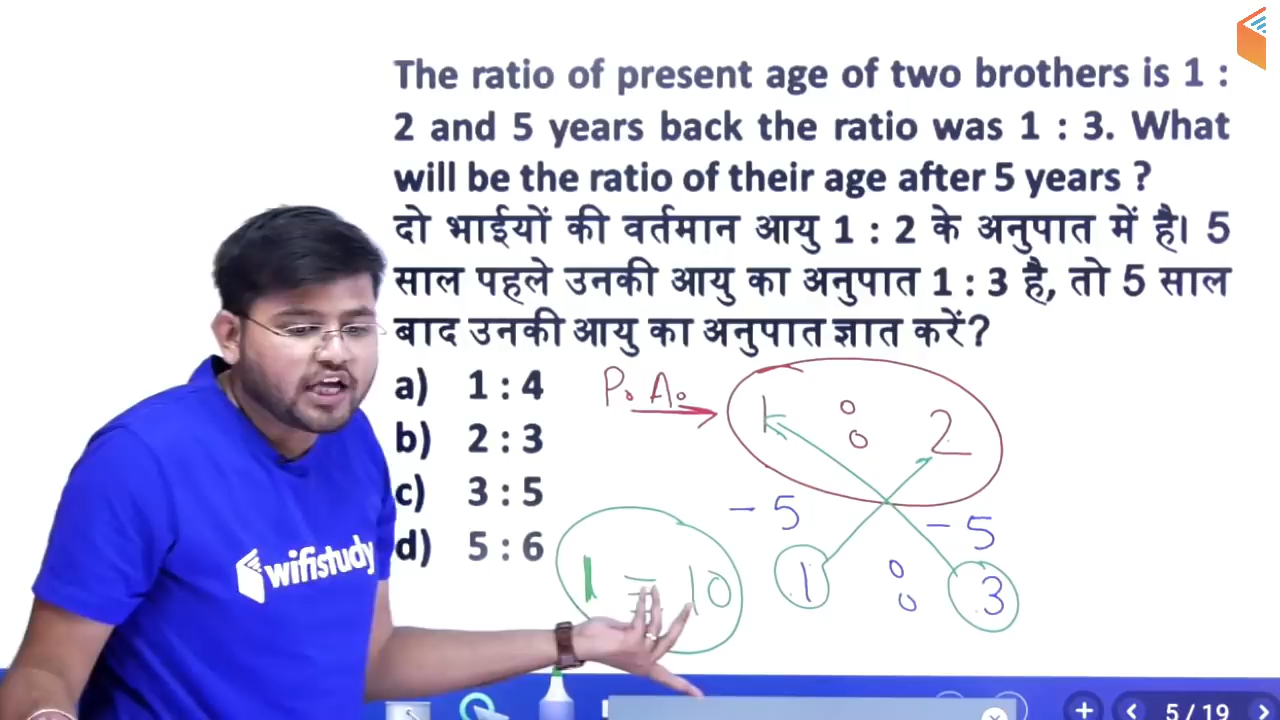 The ratio of present age of two brothers is 1 :
2 and 5 years back the ratio was 1 : 3. What
will be the ratio of their age after 5 years ?
दो भाईयों की वर्तमान आयु 1 : 2 के अनुपात में है। 5
साल पहले उनकी आयु का अनुपात 1 : 3 है, तो 5 साल
बाद उनकी आयु का अनुपात ज्ञात करें?
a) 1 : 4
b) 2 : 3
c) 3 : 5
d) 5 : 6
P. A. → 1 : 2
- 5 - 5
1 = 10
1 : 3
wifistudy
+ < 5 / 19 >